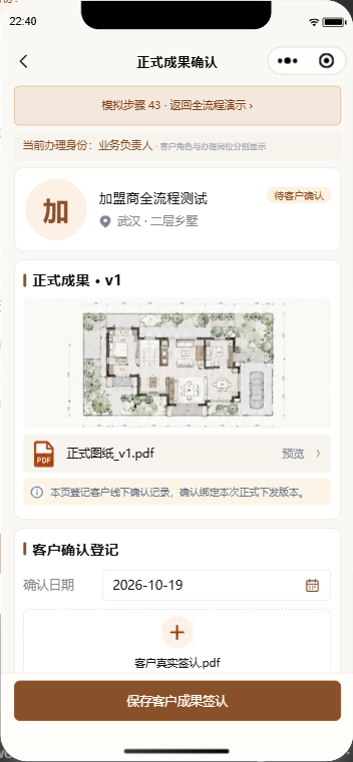 22:40
正式成果确认
模拟步骤 43 · 返回全流程演示 ›
当前办理身份：业务负责人 · 客户角色与办理岗位分别显示
加
加盟商全流程测试
待客户确认
武汉 · 二层乡墅
正式成果 • v1
PDF
正式图纸_v1.pdf
预览 ›
本页登记客户线下确认记录，确认绑定本次正式下发版本。
客户确认登记
确认日期
2026-10-19
客户真实签认.pdf
保存客户成果签认